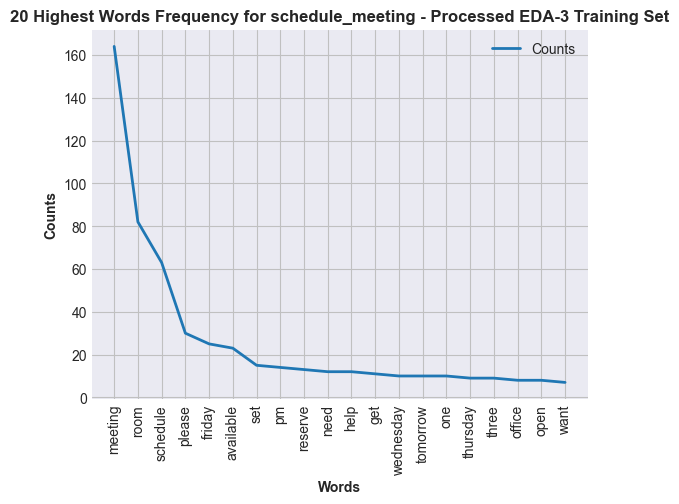 20 Highest Words Frequency for schedule_meeting - Processed EDA-3 Training Set
Counts
160
140
120
100
80
60
40
20
0
Counts
meeting
room
schedule
please
friday
available
set
pm
reserve
need
help
get
wednesday
tomorrow
one
thursday
three
office
open
want
Words